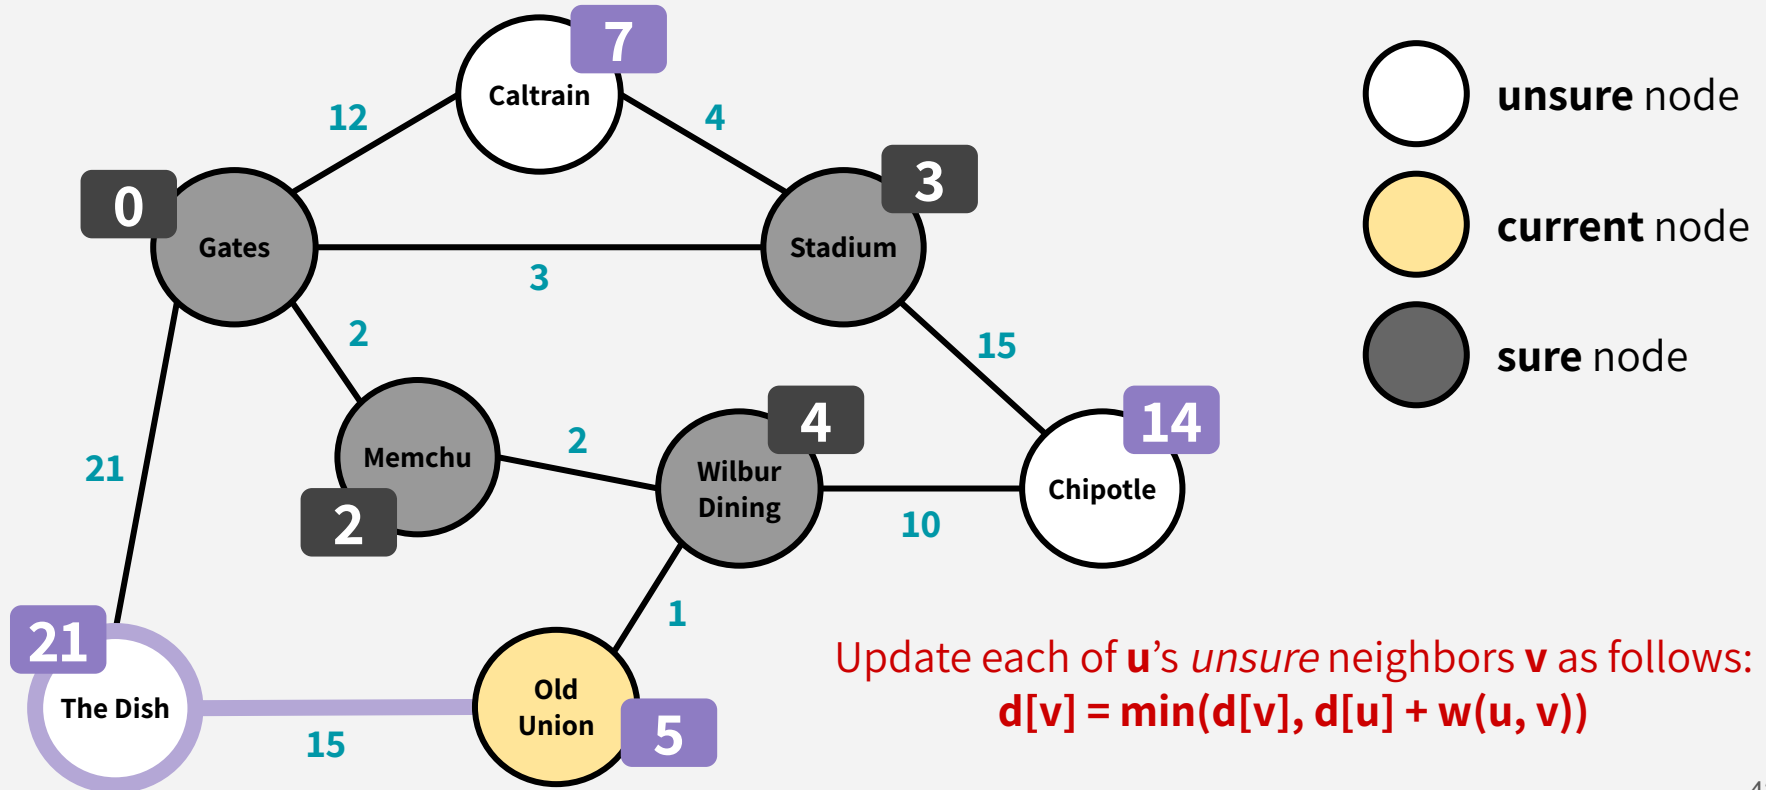 7
Caltrain
12
4
0
3
Gates
Stadium
3
2
15
4
14
Memchu
2
Wilbur
Dining
Chipotle
21
2
10
1
21
The Dish
Old
Union
5
15
unsure node
current node
sure node
Update each of u's unsure neighbors v as follows:
d[v] = min(d[v], d[u] + w(u, v))